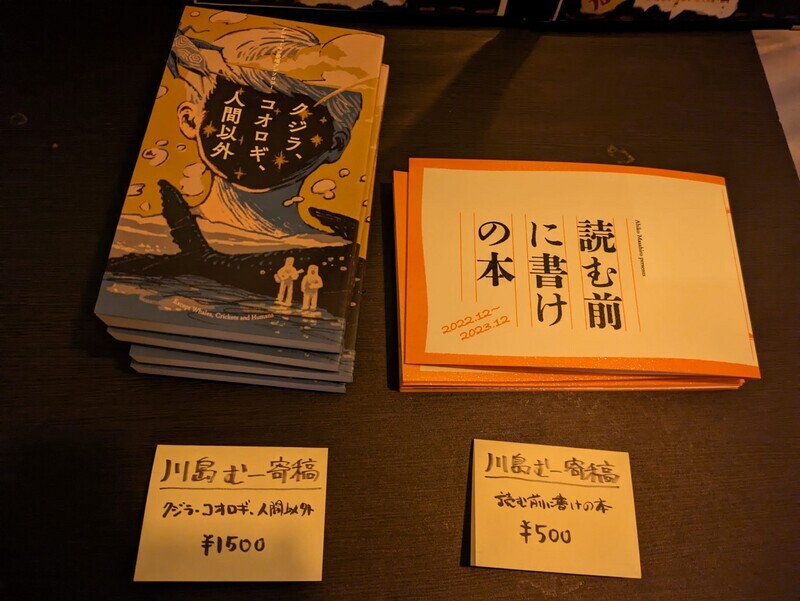 クジラ、
コオロギ、
人間以外
Except Whales, Crickets and Humans
Akiko Masuhiro presents
読む前
に書け
の本
2022.12～
2023.12
川島むー寄稿
クジラ・コオロギ、人間以外
¥1500
川島むー寄稿
読む前に書けの本
¥500